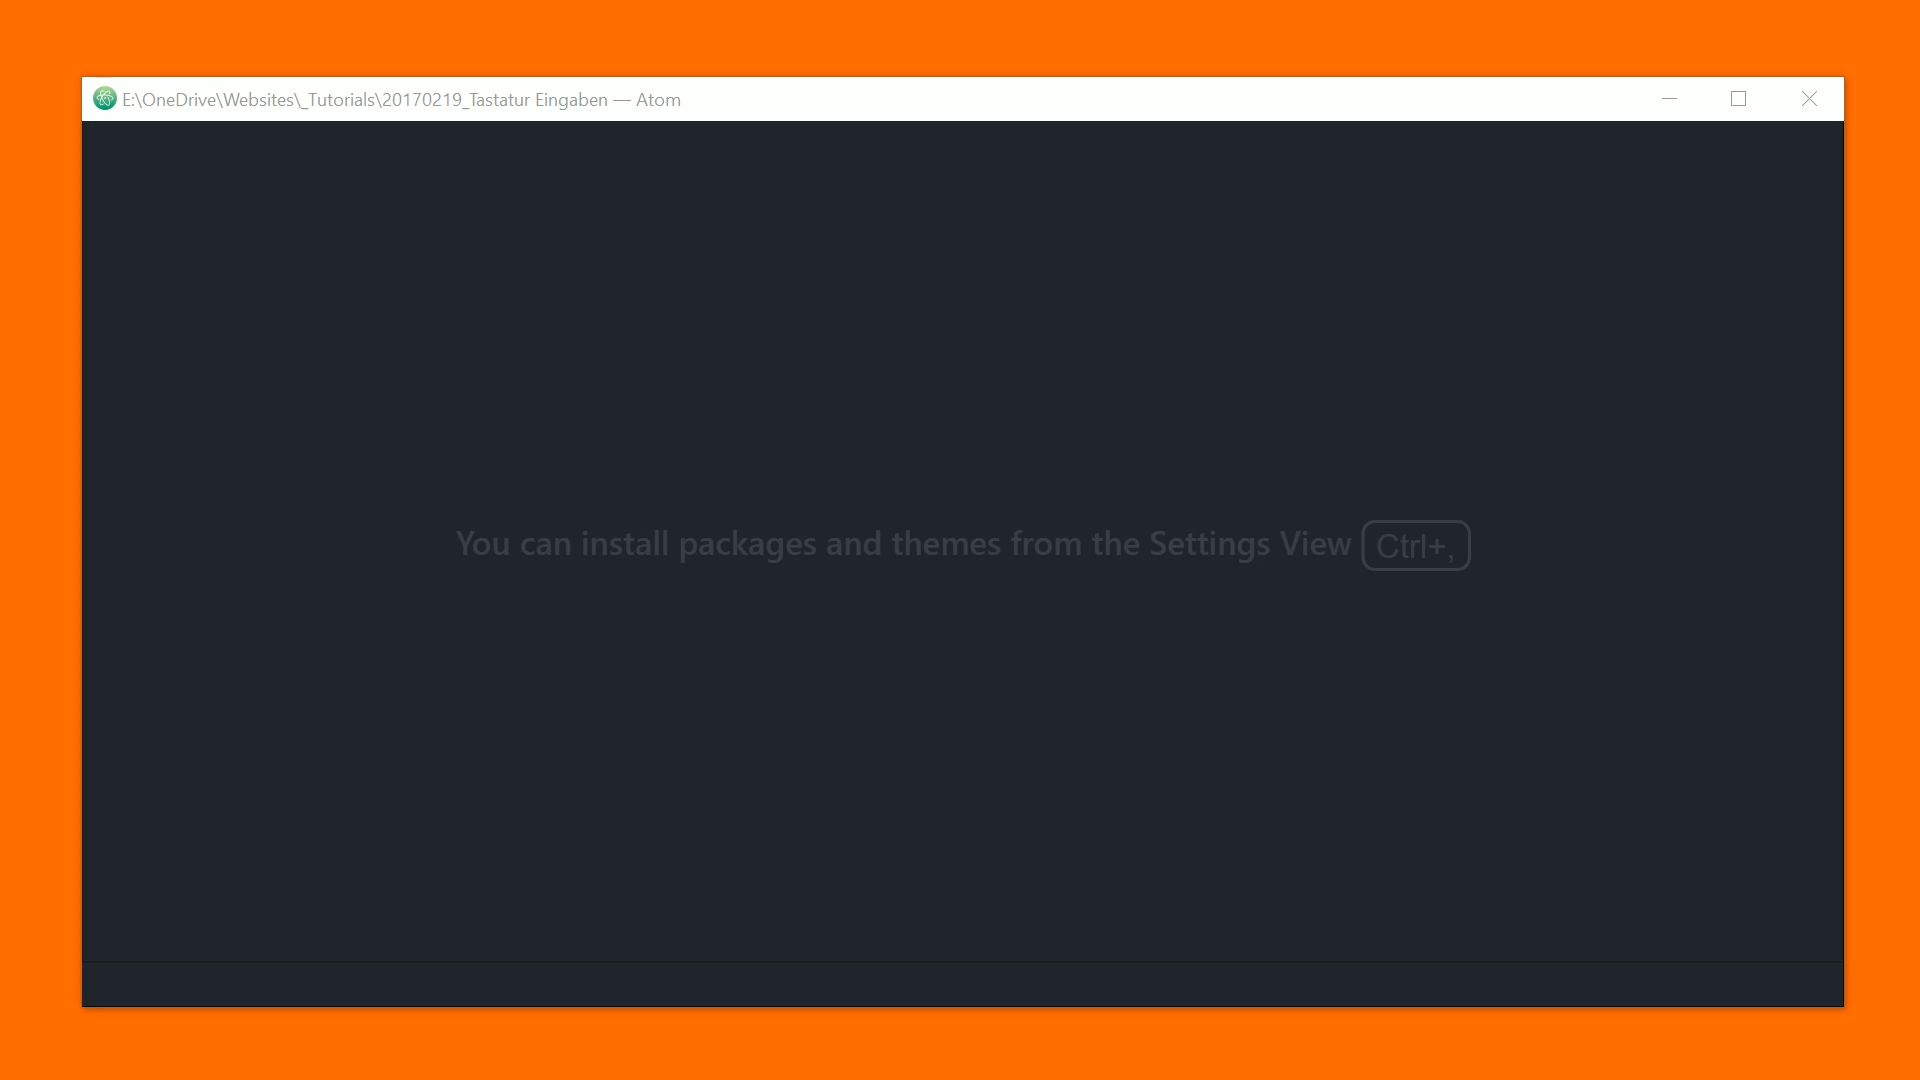 E:\OneDrive\Websites\_Tutorials\20170219_Tastatur Eingaben — Atom
You can install packages and themes from the Settings View Ctrl+,